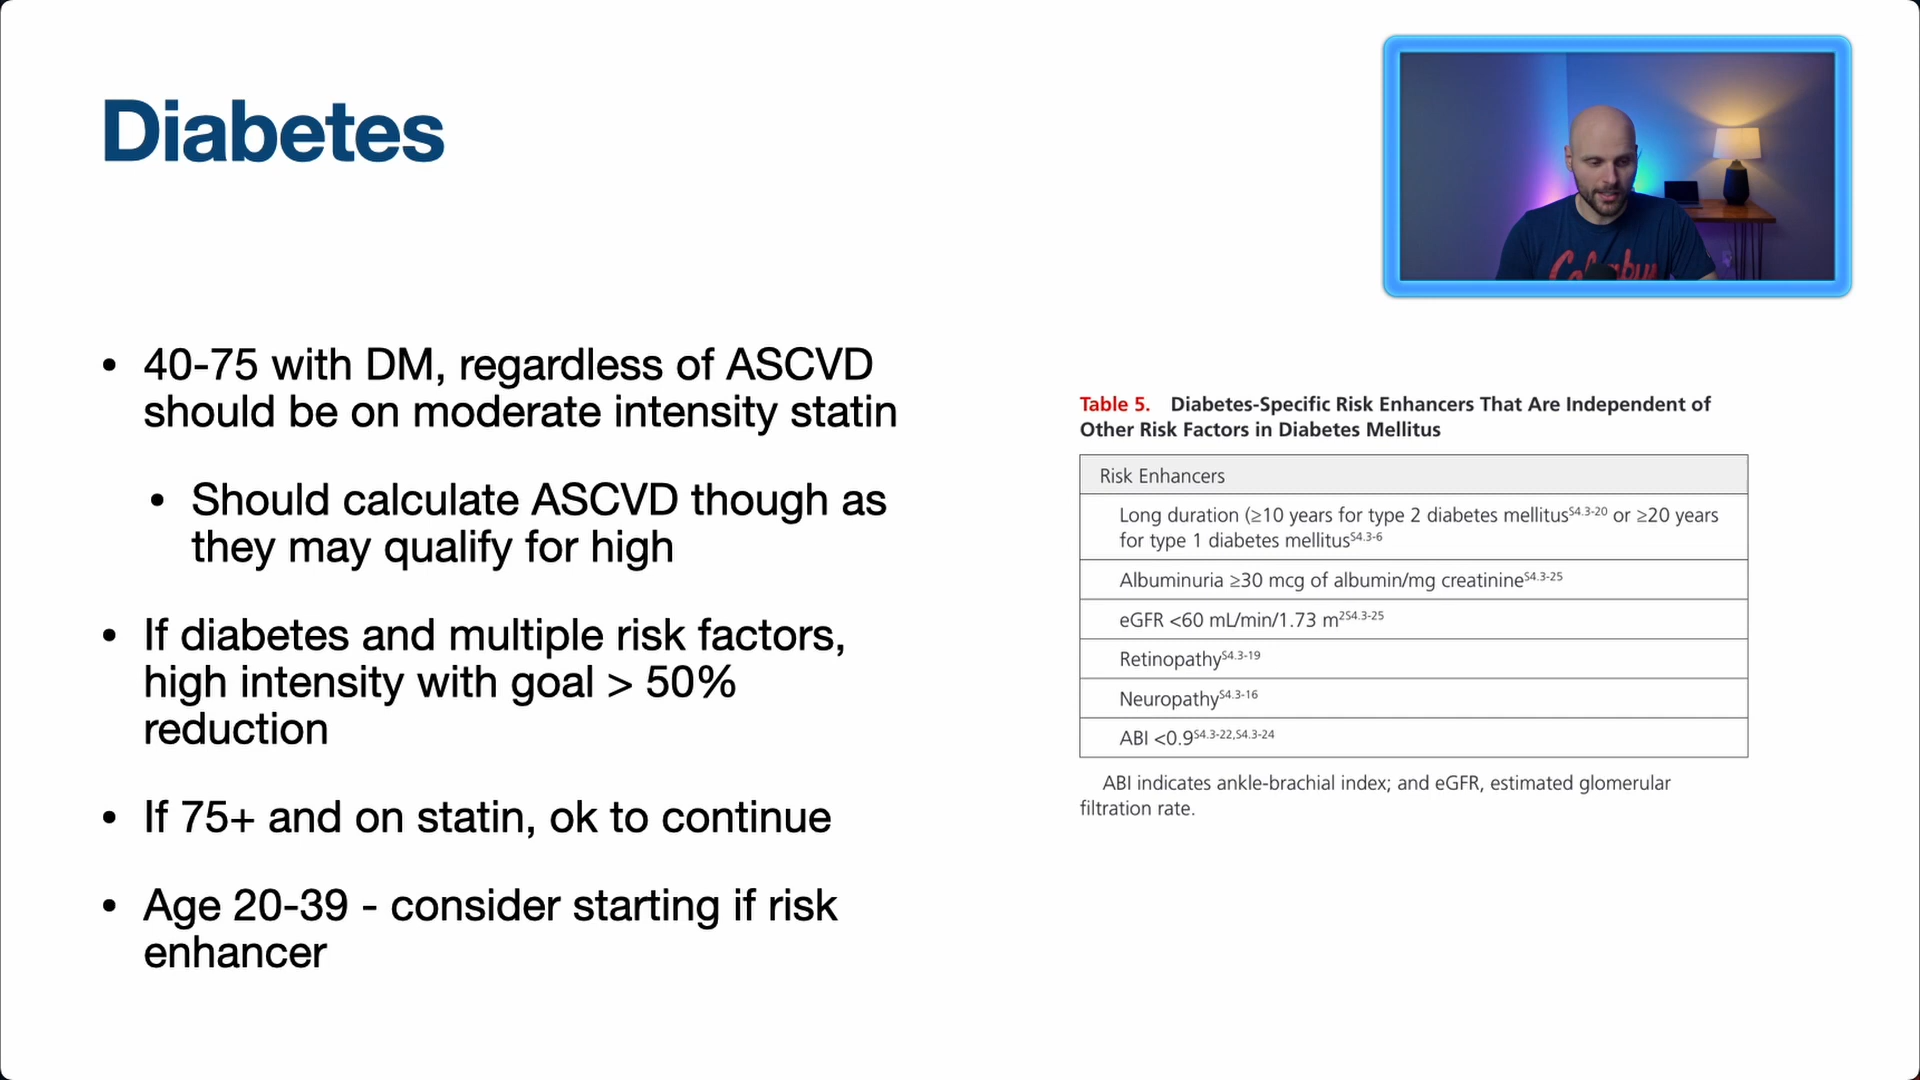 Diabetes
• 40-75 with DM, regardless of ASCVD
should be on moderate intensity statin
• Should calculate ASCVD though as
they may qualify for high
• If diabetes and multiple risk factors,
high intensity with goal > 50%
reduction
• If 75+ and on statin, ok to continue
• Age 20-39 - consider starting if risk
enhancer
Table 5. Diabetes-Specific Risk Enhancers That Are Independent of
Other Risk Factors in Diabetes Mellitus
Risk Enhancers
Long duration (≥10 years for type 2 diabetes mellitusS4.3-20 or ≥20 years
for type 1 diabetes mellitusS4.3-6
Albuminuria ≥30 mcg of albumin/mg creatinineS4.3-25
eGFR <60 mL/min/1.73 m2S4.3-25
RetinopathyS4.3-19
NeuropathyS4.3-16
ABI <0.9S4.3-22,S4.3-24
ABI indicates ankle-brachial index; and eGFR, estimated glomerular
filtration rate.